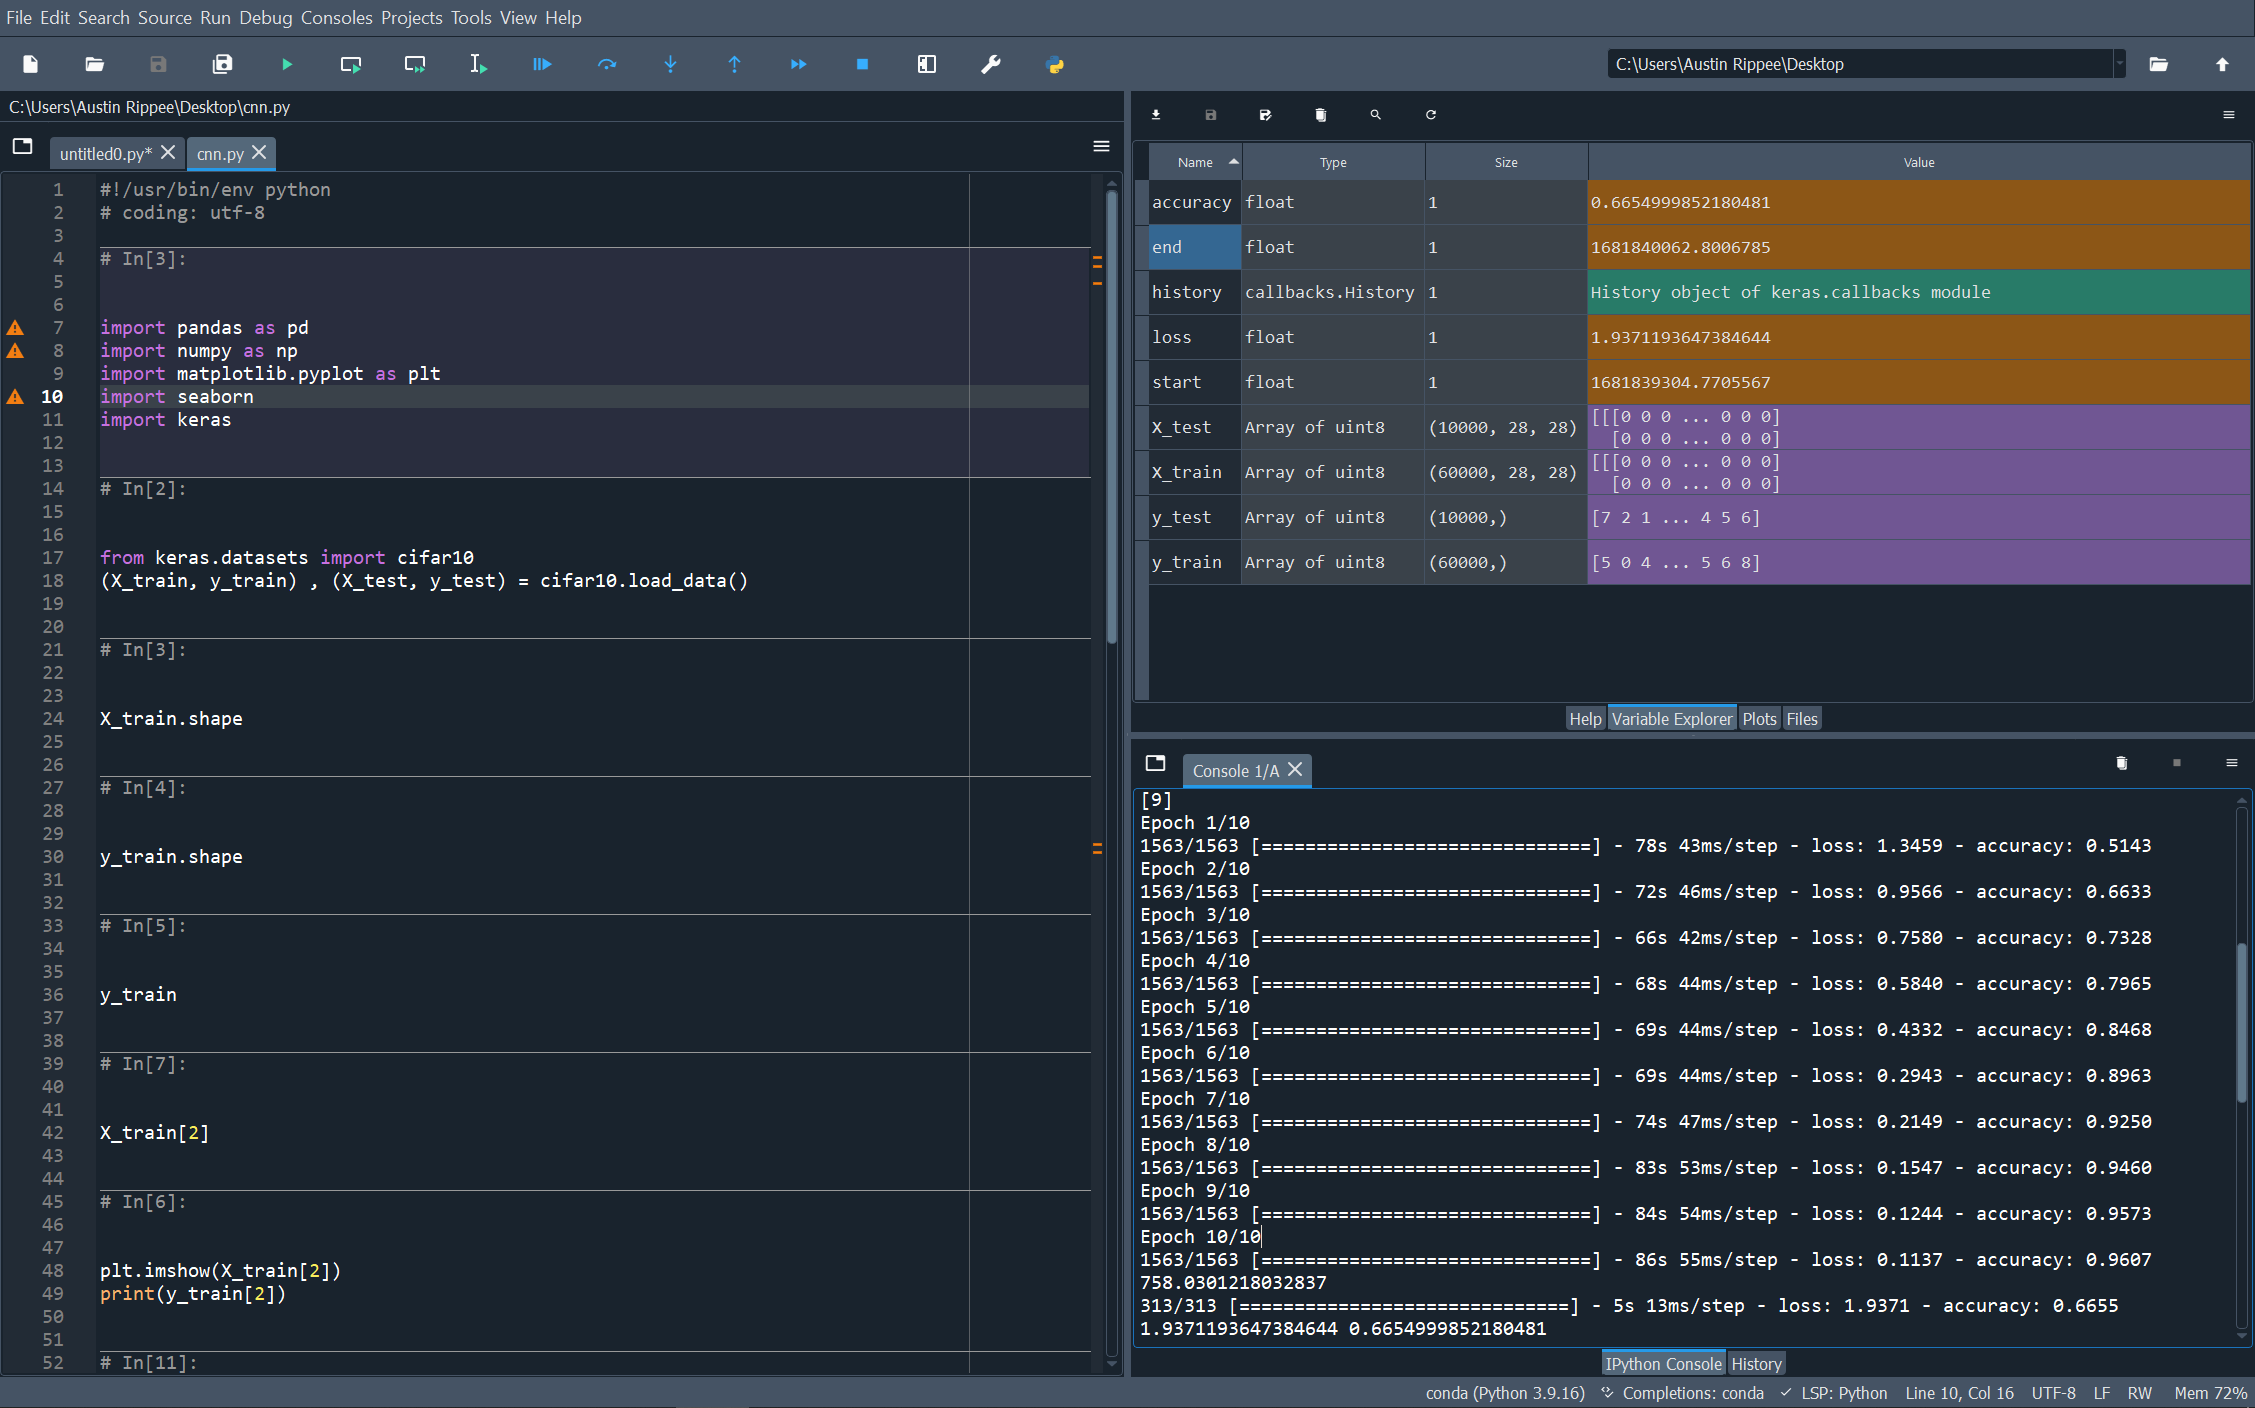 File Edit Search Source Run Debug Consoles Projects Tools View Help
C:\Users\Austin Rippee\Desktop
C:\Users\Austin Rippee\Desktop\cnn.py
untitled0.py*
cnn.py
1 #!/usr/bin/env python
2 # coding: utf-8
3
4 # In[3]:
5
6
7 import pandas as pd
8 import numpy as np
9 import matplotlib.pyplot as plt
10 import seaborn
11 import keras
12
13
14 # In[2]:
15
16
17 from keras.datasets import cifar10
18 (X_train, y_train) , (X_test, y_test) = cifar10.load_data()
19
20
21 # In[3]:
22
23
24 X_train.shape
25
26
27 # In[4]:
28
29
30 y_train.shape
31
32
33 # In[5]:
34
35
36 y_train
37
38
39 # In[7]:
40
41
42 X_train[2]
43
44
45 # In[6]:
46
47
48 plt.imshow(X_train[2])
49 print(y_train[2])
50
51
52 # In[11]:
Name Type Size Value
accuracy float 1 0.6654999852180481
end float 1 1681840062.8006785
history callbacks.History 1 History object of keras.callbacks module
loss float 1 1.9371193647384644
start float 1 1681839304.7705567
X_test Array of uint8 (10000, 28, 28) [[[0 0 0 ... 0 0 0]
[0 0 0 ... 0 0 0]
X_train Array of uint8 (60000, 28, 28) [[[0 0 0 ... 0 0 0]
[0 0 0 ... 0 0 0]
y_test Array of uint8 (10000,) [7 2 1 ... 4 5 6]
y_train Array of uint8 (60000,) [5 0 4 ... 5 6 8]
Help Variable Explorer Plots Files
Console 1/A
[9]
Epoch 1/10
1563/1563 [==============================] - 78s 43ms/step - loss: 1.3459 - accuracy: 0.5143
Epoch 2/10
1563/1563 [==============================] - 72s 46ms/step - loss: 0.9566 - accuracy: 0.6633
Epoch 3/10
1563/1563 [==============================] - 66s 42ms/step - loss: 0.7580 - accuracy: 0.7328
Epoch 4/10
1563/1563 [==============================] - 68s 44ms/step - loss: 0.5840 - accuracy: 0.7965
Epoch 5/10
1563/1563 [==============================] - 69s 44ms/step - loss: 0.4332 - accuracy: 0.8468
Epoch 6/10
1563/1563 [==============================] - 69s 44ms/step - loss: 0.2943 - accuracy: 0.8963
Epoch 7/10
1563/1563 [==============================] - 74s 47ms/step - loss: 0.2149 - accuracy: 0.9250
Epoch 8/10
1563/1563 [==============================] - 83s 53ms/step - loss: 0.1547 - accuracy: 0.9460
Epoch 9/10
1563/1563 [==============================] - 84s 54ms/step - loss: 0.1244 - accuracy: 0.9573
Epoch 10/10
1563/1563 [==============================] - 86s 55ms/step - loss: 0.1137 - accuracy: 0.9607
758.0301218032837
313/313 [==============================] - 5s 13ms/step - loss: 1.9371 - accuracy: 0.6655
1.9371193647384644 0.6654999852180481
IPython Console History
conda (Python 3.9.16) Completions: conda LSP: Python Line 10, Col 16 UTF-8 LF RW Mem 72%